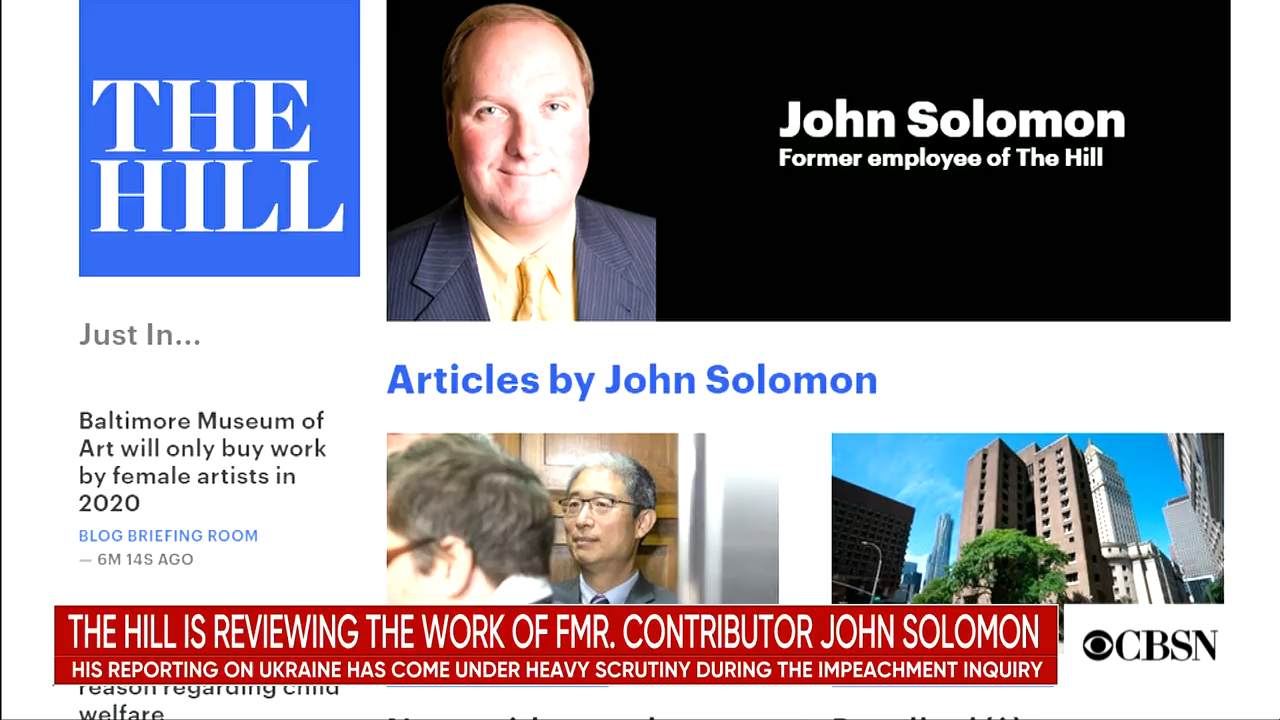 THE
HILL
John Solomon
Former employee of The Hill
Just In...
Articles by John Solomon
Baltimore Museum of
Art will only buy work
by female artists in
2020
BLOG BRIEFING ROOM
— 6M 14S AGO
THE HILL IS REVIEWING THE WORK OF FMR. CONTRIBUTOR JOHN SOLOMON
HIS REPORTING ON UKRAINE HAS COME UNDER HEAVY SCRUTINY DURING THE IMPEACHMENT INQUIRY
CBSN
reason regarding child
welfare